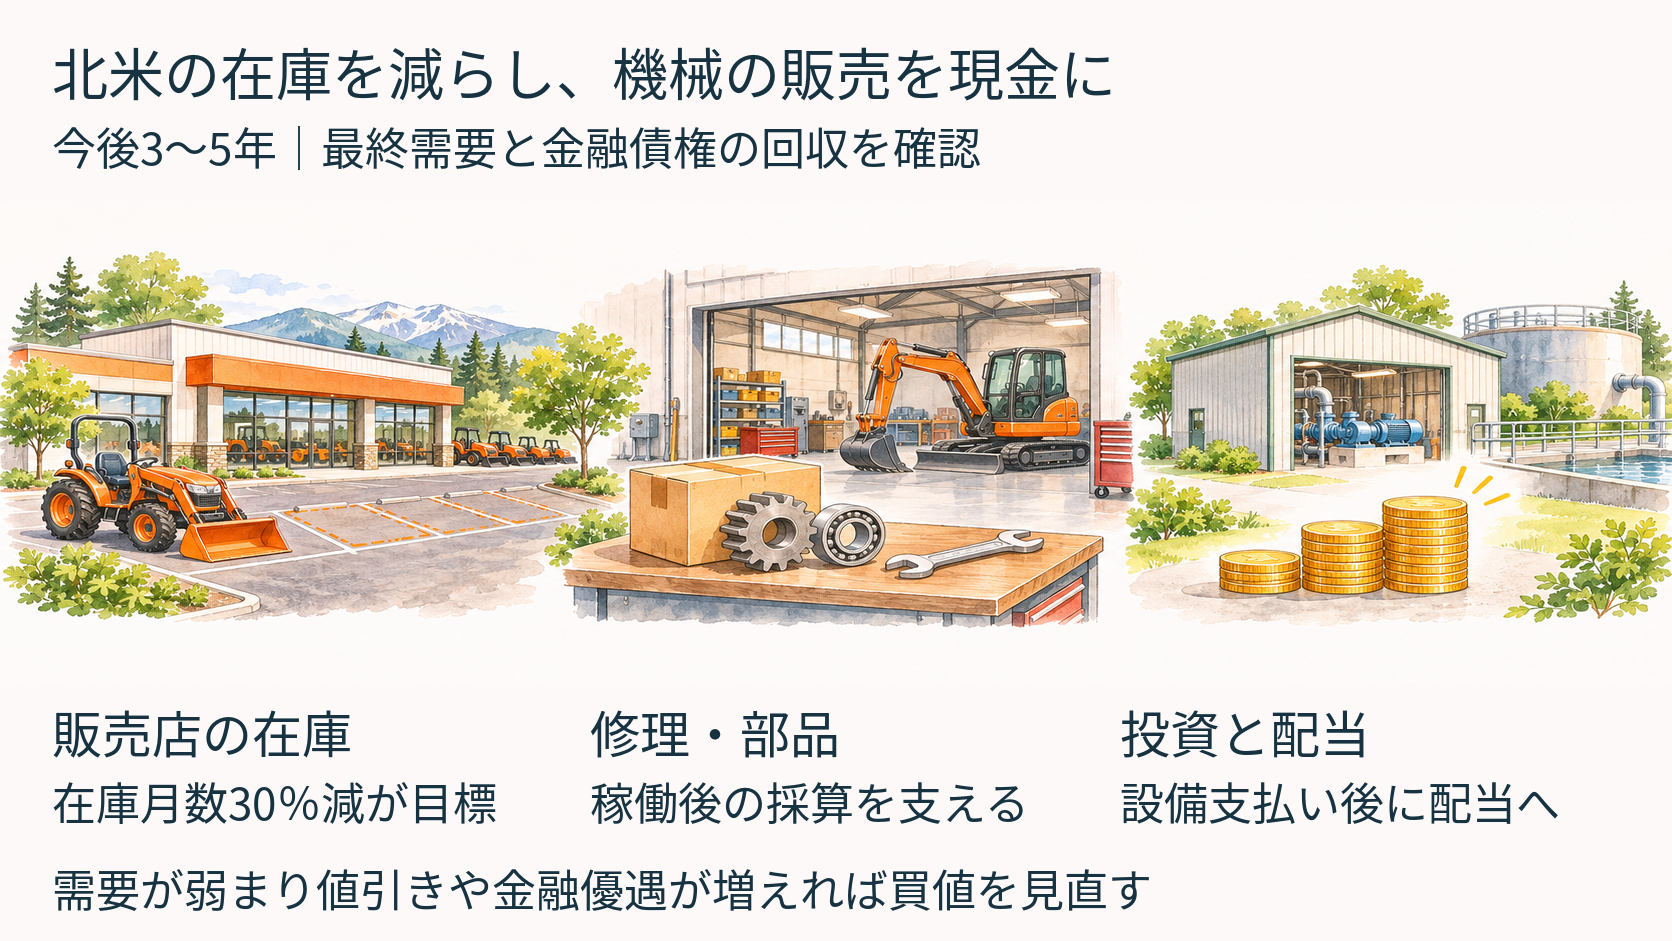 北米の在庫を減らし、機械の販売を現金に
今後3〜5年｜最終需要と金融債権の回収を確認
販売店の在庫
在庫月数30％減が目標
修理・部品
稼働後の採算を支える
投資と配当
設備支払い後に配当へ
需要が弱まり値引きや金融優遇が増えれば買値を見直す